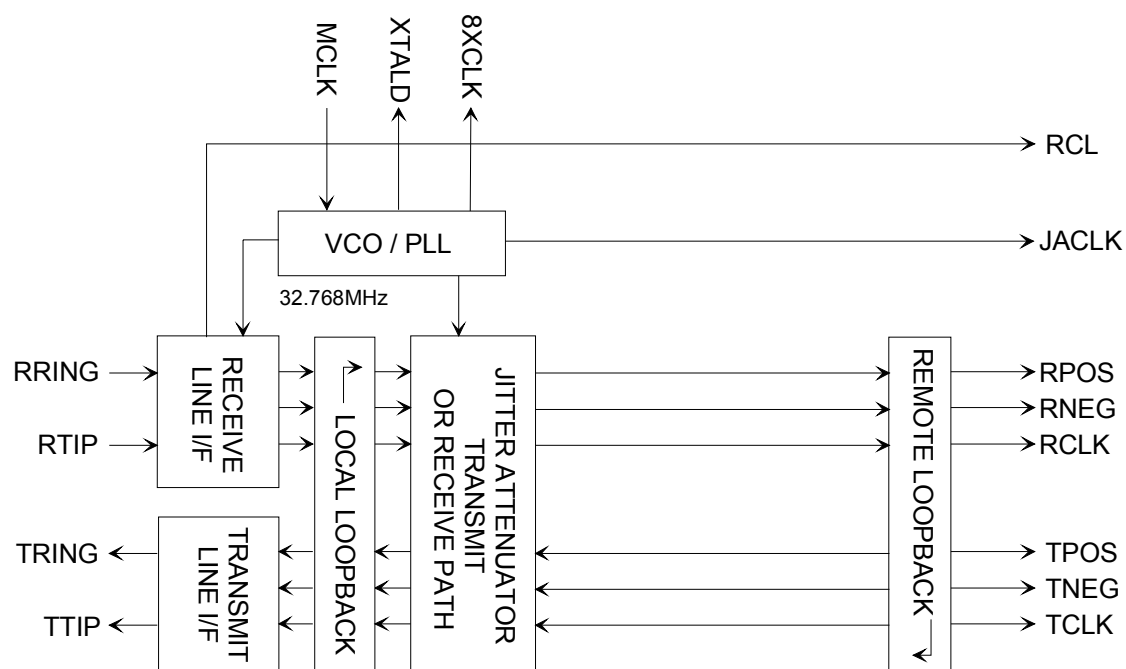 MCLK
XTALD
8XCLK
RCL
VCO / PLL
JACLK
32.768MHz
RRING
RTIP
RECEIVE
LINE I/F
LOCAL LOOPBACK
JITTER ATTENUATOR
TRANSMIT
OR RECEIVE PATH
REMOTE LOOPBACK
RPOS
RNEG
RCLK
TRING
TTIP
TRANSMIT
LINE I/F
TPOS
TNEG
TCLK